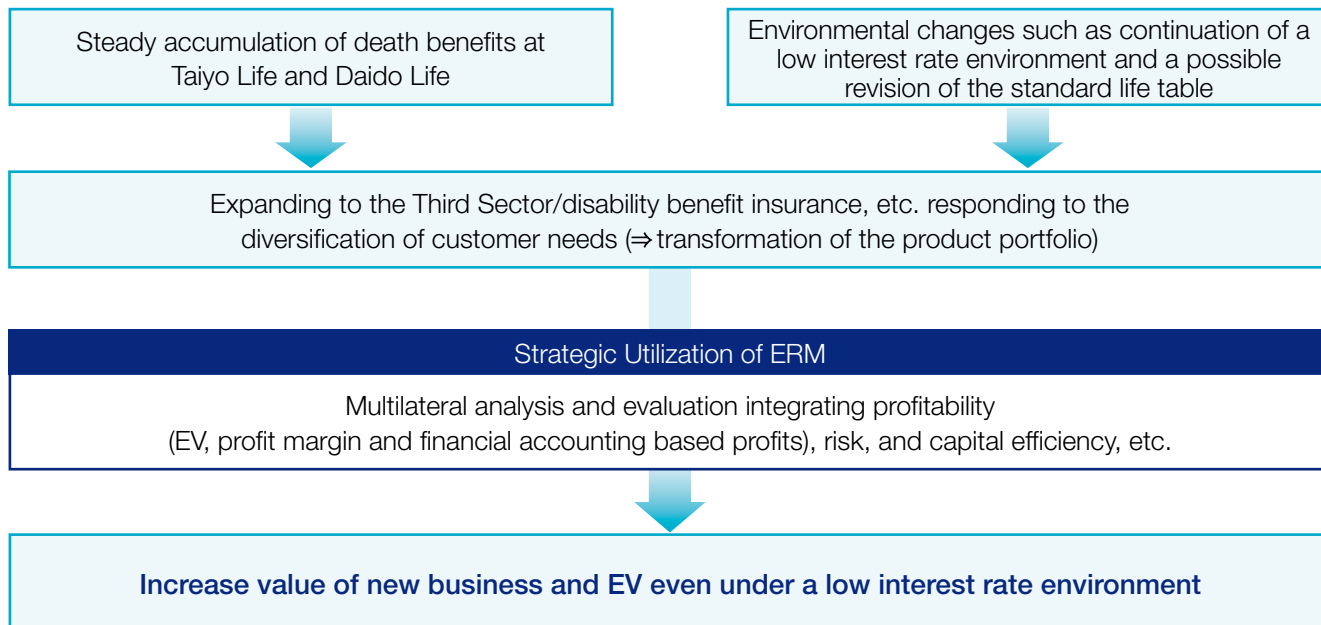 Steady accumulation of death benefits at
Taiyo Life and Daido Life
Environmental changes such as continuation of a
low interest rate environment and a possible
revision of the standard life table
Expanding to the Third Sector/disability benefit insurance, etc. responding to the
diversification of customer needs (⇒ transformation of the product portfolio)
Strategic Utilization of ERM
Multilateral analysis and evaluation integrating profitability
(EV, profit margin and financial accounting based profits), risk, and capital efficiency, etc.
Increase value of new business and EV even under a low interest rate environment